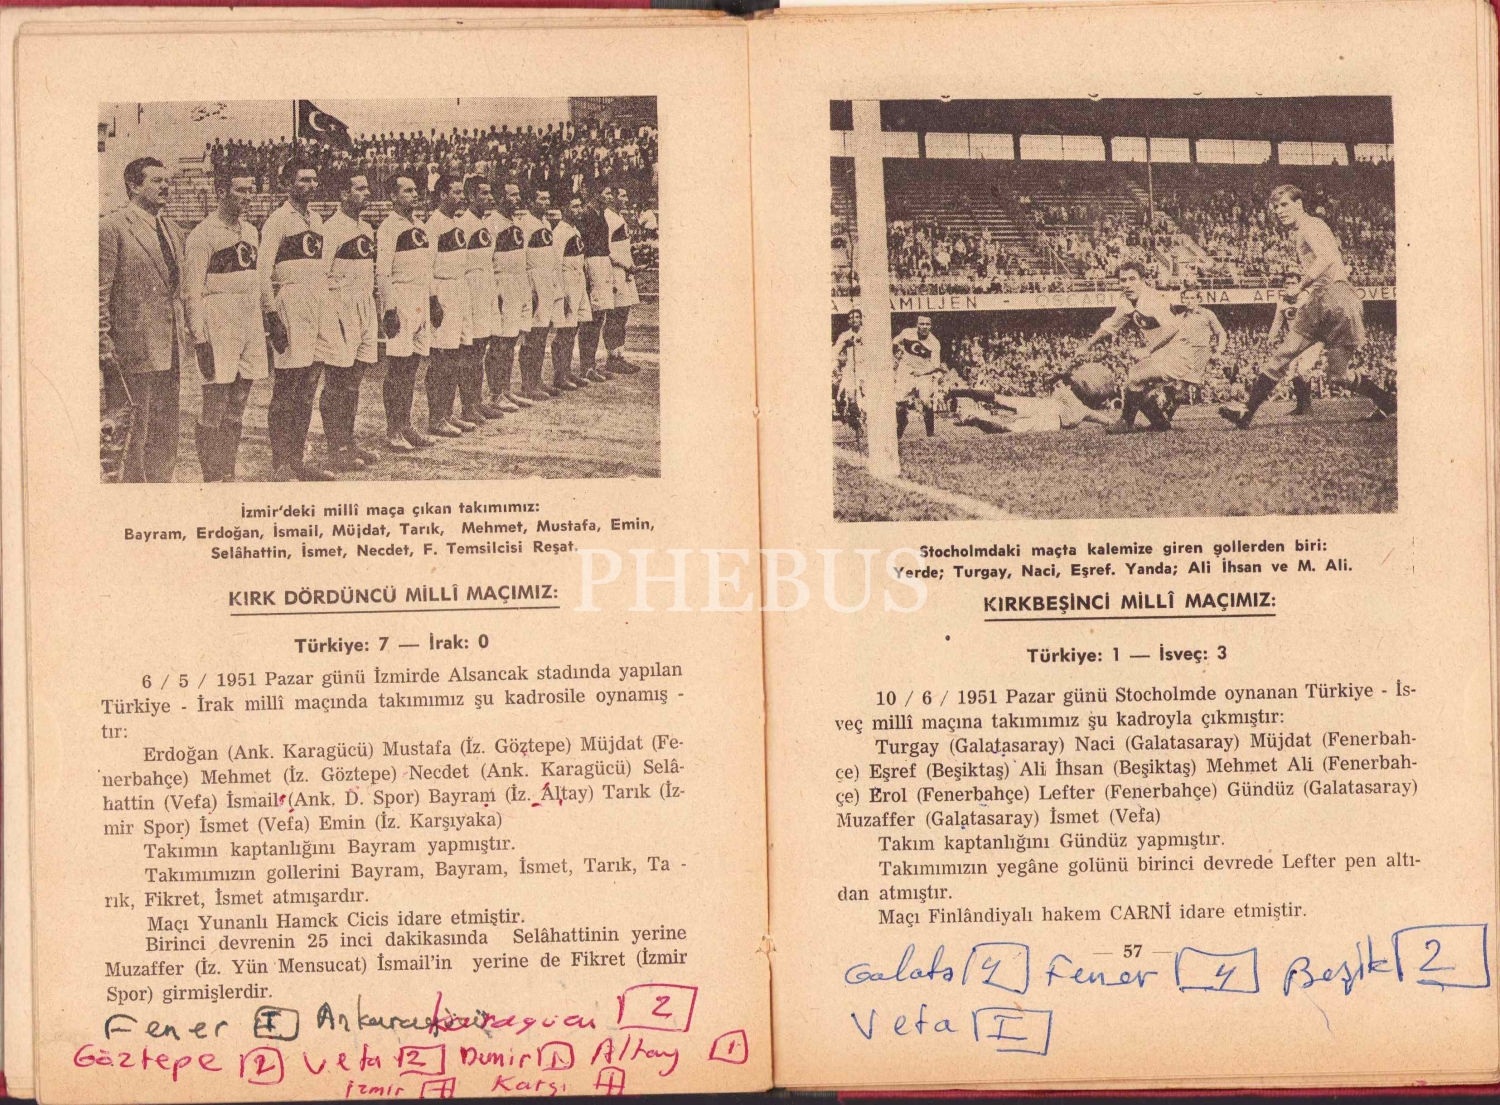 İzmir'deki millî maça çıkan takımımız:
Bayram, Erdoğan, İsmail, Müjdat, Tarık, Mehmet, Mustafa, Emin,
Selâhattin, İsmet, Necdet, F. Temsilcisi Reşat.
KIRK DÖRDÜNCÜ MİLLÎ MAÇIMIZ:
Türkiye: 7 — İrak: 0
6 / 5 / 1951 Pazar günü İzmirde Alsancak stadında yapılan
Türkiye - İrak millî maçında takımımız şu kadrosile oynamış -
tır:
Erdoğan (Ank. Karagücü) Mustafa (İz. Göztepe) Müjdat (Fe-
nerbahçe) Mehmet (İz. Göztepe) Necdet (Ank. Karagücü) Selâ-
hattin (Vefa) İsmail (Ank. D. Spor) Bayram (İz. Altay) Tarık (İz-
mir Spor) İsmet (Vefa) Emin (İz. Karşıyaka)
Takımın kaptanlığını Bayram yapmıştır.
Takımımızın gollerini Bayram, Bayram, İsmet, Tarık, Ta -
rık, Fikret, İsmet atmışardır.
Maçı Yunanlı Hamck Cicis idare etmiştir.
Birinci devrenin 25 inci dakikasında Selâhattinin yerine
Muzaffer (İz. Yün Mensucat) İsmail'in yerine de Fikret (İzmir
Spor) girmişlerdir.
Fener I Ankara Karagücü 2
Göztepe 2 Vefa 2 Dmir 1 Altay 1
İzmir 1 Karşı 1
AMİLJEN - OSCAR
Stocholmdaki maçta kalemize giren gollerden biri:
Yerde; Turgay, Naci, Eşref. Yanda; Ali İhsan ve M. Ali.
KIRKBEŞİNCİ MİLLÎ MAÇIMIZ:
Türkiye: 1 — İsveç: 3
10 / 6 / 1951 Pazar günü Stocholmde oynanan Türkiye - İs-
veç millî maçına takımımız şu kadroyla çıkmıştır:
Turgay (Galatasaray) Naci (Galatasaray) Müjdat (Fenerbah-
çe) Eşref (Beşiktaş) Ali İhsan (Beşiktaş) Mehmet Ali (Fenerbah-
çe) Erol (Fenerbahçe) Lefter (Fenerbahçe) Gündüz (Galatasaray)
Muzaffer (Galatasaray) İsmet (Vefa)
Takım kaptanlığını Gündüz yapmıştır.
Takımımızın yegâne golünü birinci devrede Lefter pen altı-
dan atmıştır.
Maçı Finlândiyalı hakem CARNİ idare etmiştir.
— 57 —
Galata 4 Fener 4 Beşik 2
Vefa I
PHEBUS